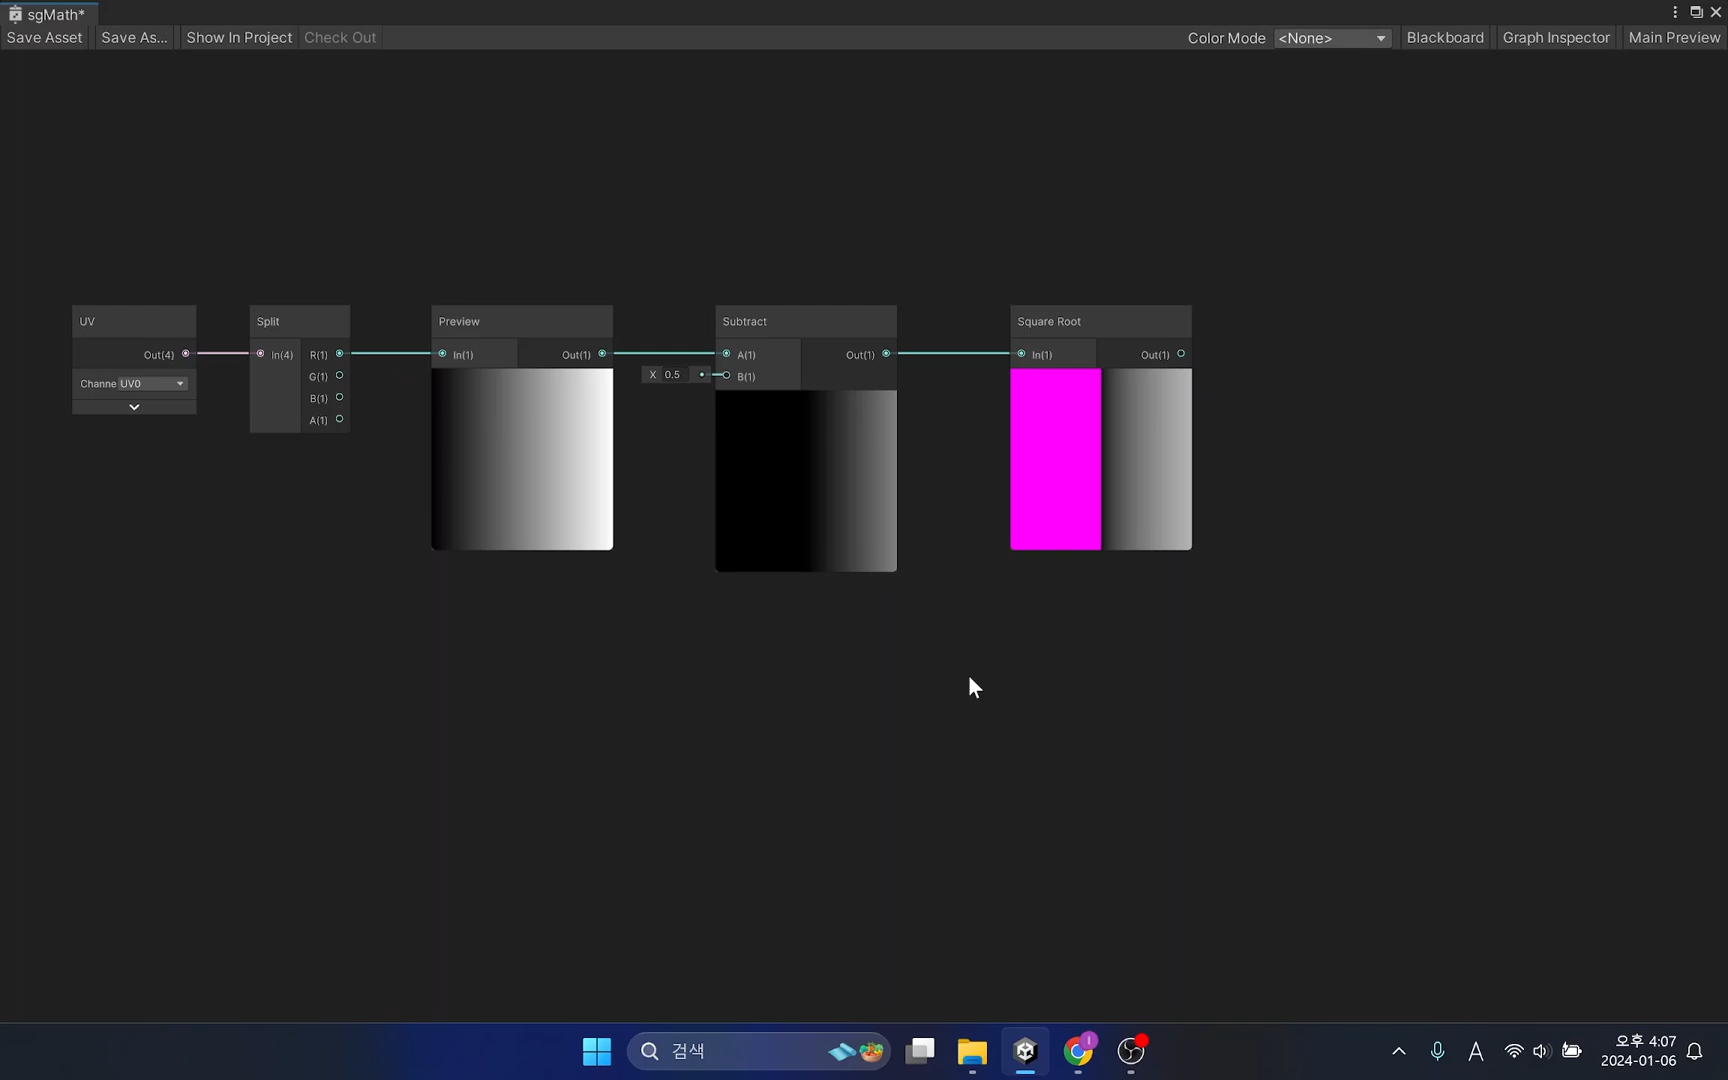 sgMath*
Save Asset Save As... Show In Project Check Out Color Mode <None> Blackboard Graph Inspector Main Preview
UV Split Preview Subtract Square Root
Out(4) In(4) R(1) In(1) Out(1) A(1) Out(1) In(1) Out(1)
G(1) X 0.5 B(1)
Channe UV0
B(1)
A(1)
검색
A
오후 4:07
2024-01-06